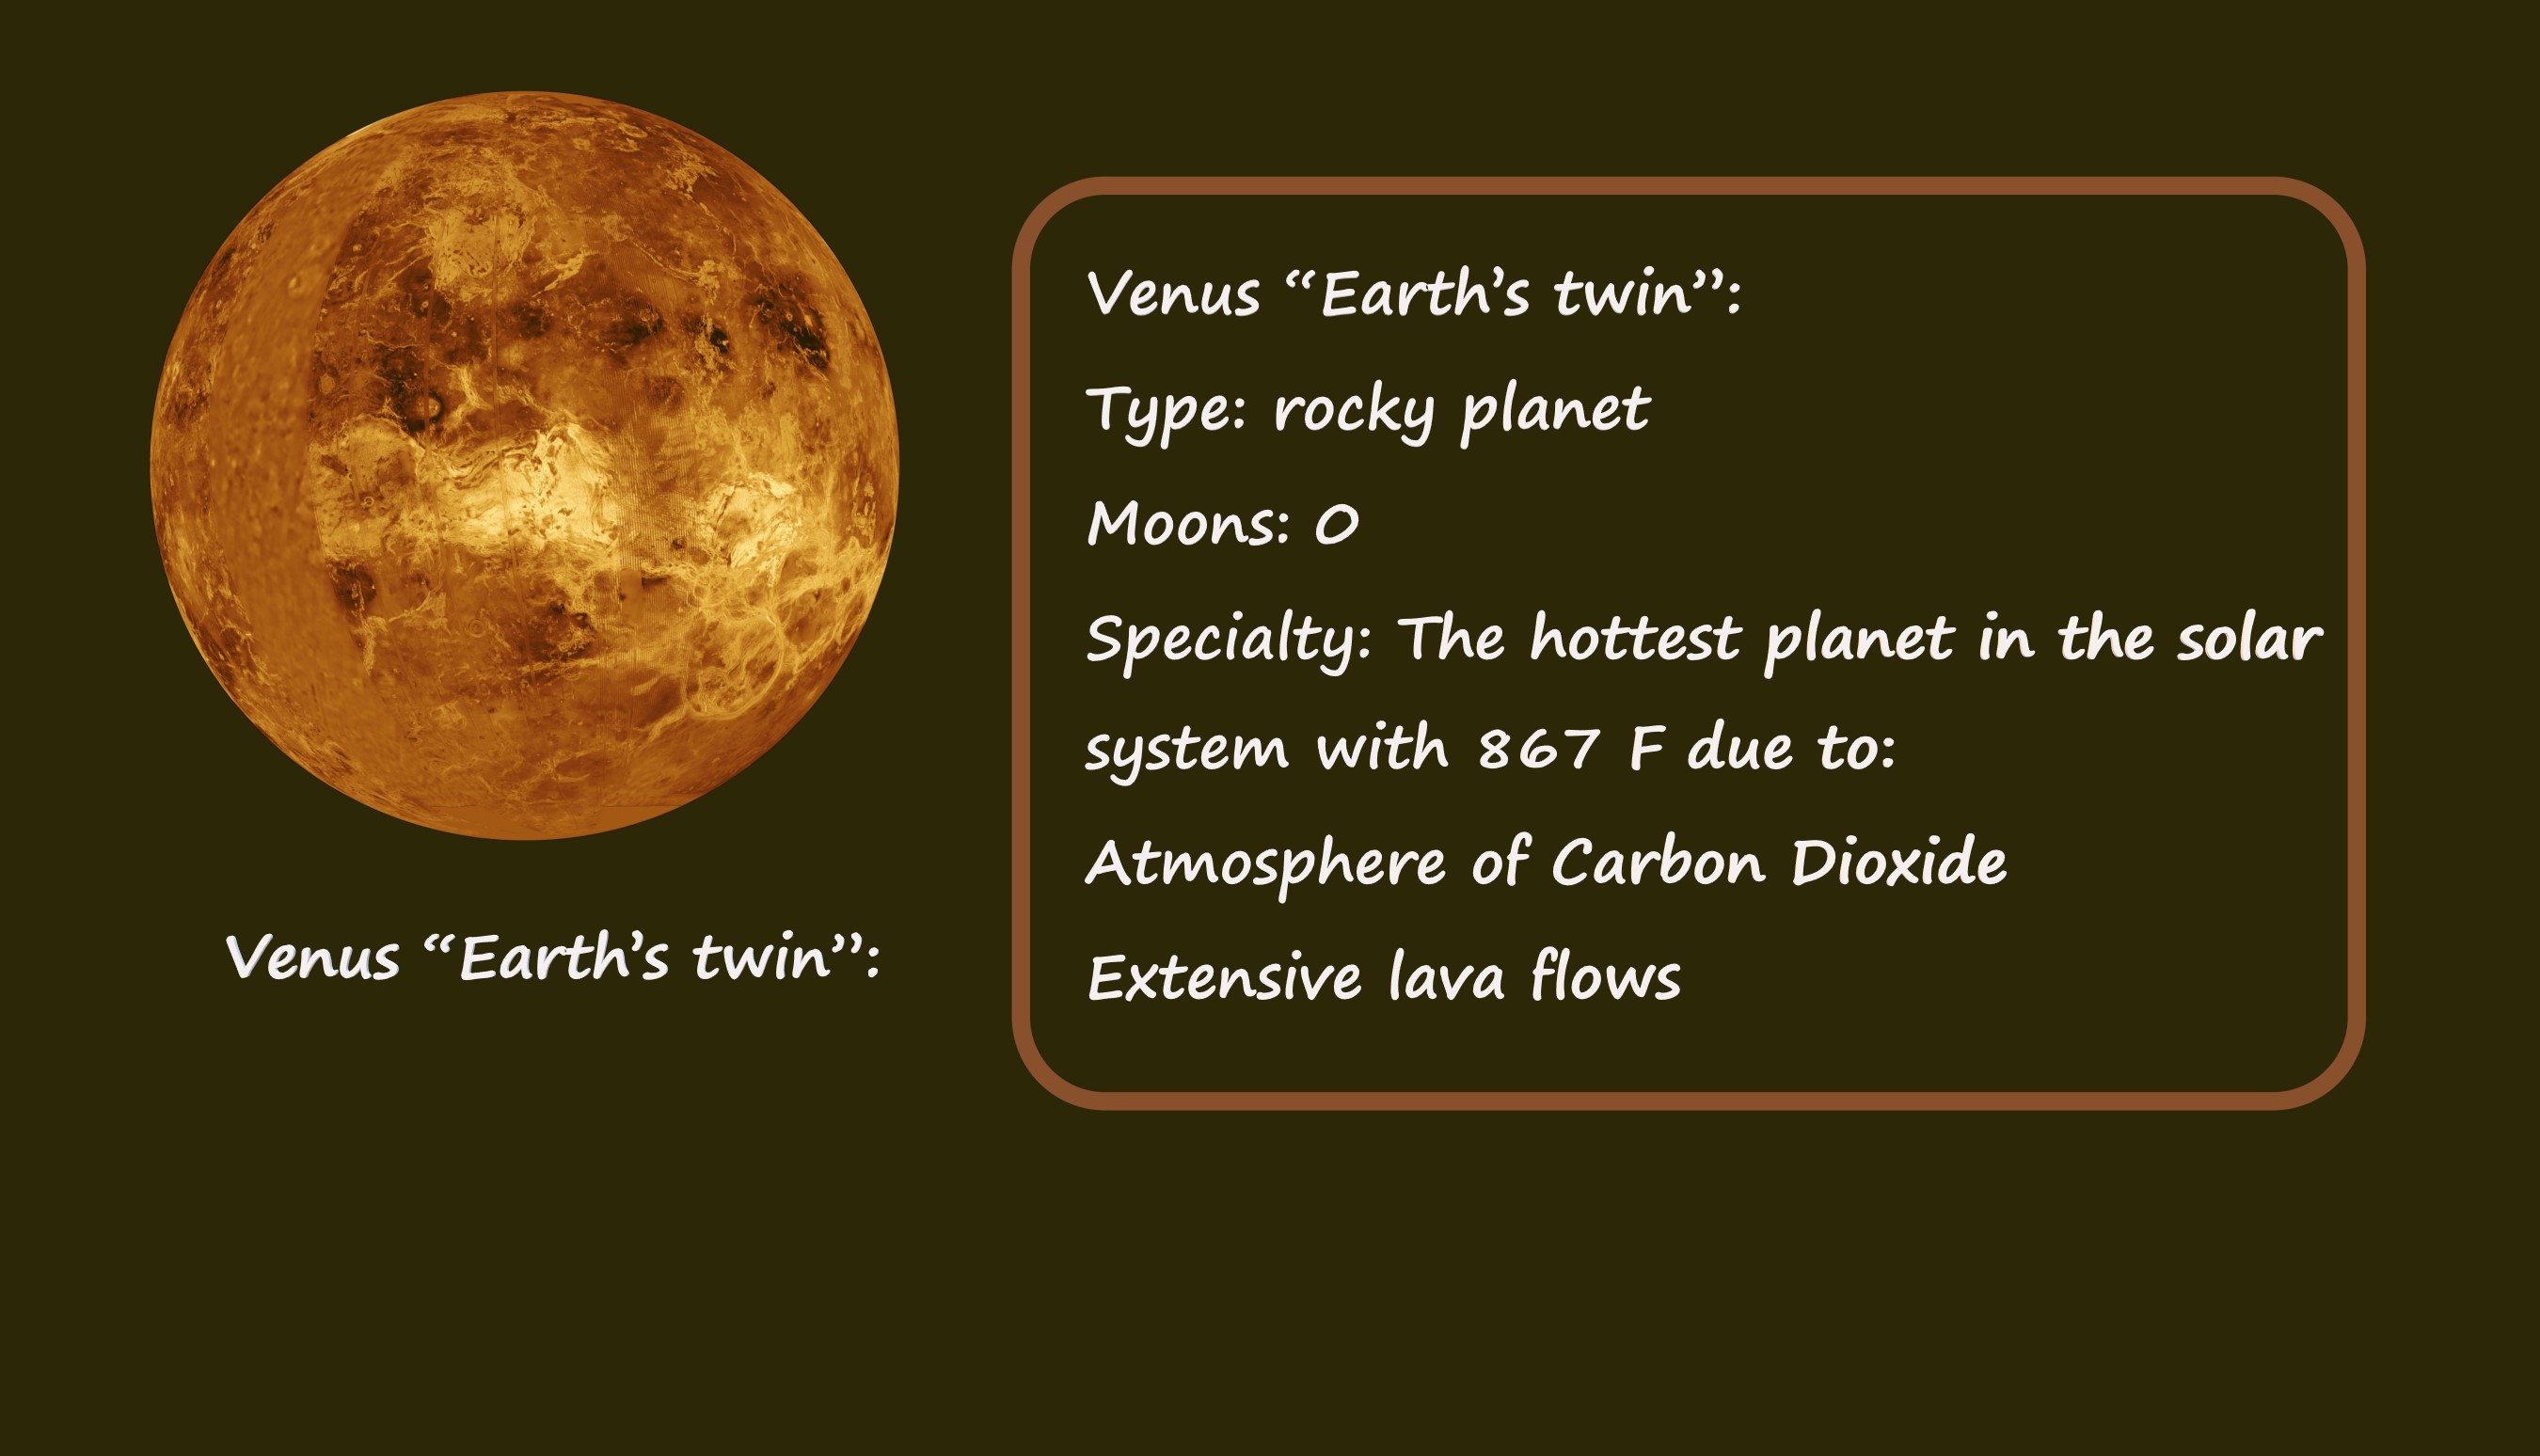 Venus “Earth’s twin”:
Type: rocky planet
Moons: 0
Specialty: The hottest planet in the solar
system with 867 F due to:
Atmosphere of Carbon Dioxide
Extensive lava flows
Venus “Earth’s twin”: